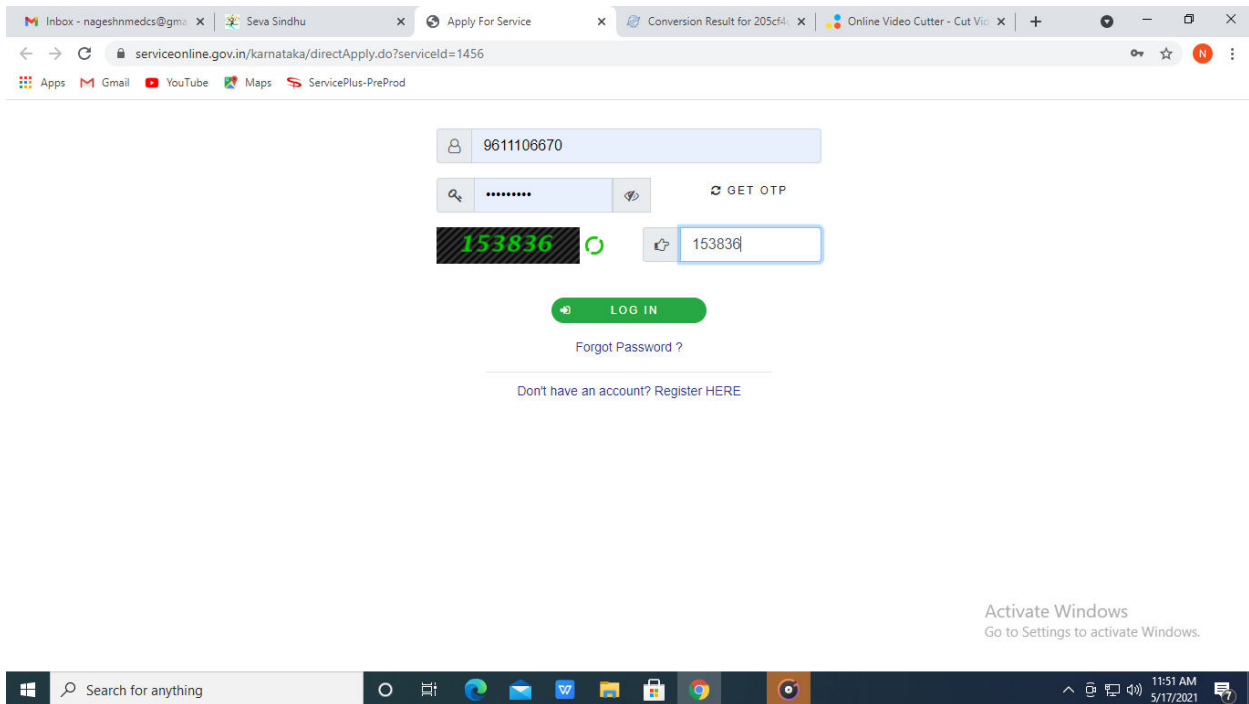 Inbox - nageshnmedcs@gma
Seva Sindhu
Apply For Service
Conversion Result for 205cf4
Online Video Cutter - Cut Vid
serviceonline.gov.in/karnataka/directApply.do?serviceId=1456
N
Apps
Gmail
YouTube
Maps
ServicePlus-PreProd
9611106670
•••••••••
GET OTP
153836
153836
LOG IN
Forgot Password ?
Don't have an account? Register HERE
Activate Windows
Go to Settings to activate Windows.
Search for anything
W
11:51 AM
5/17/2021
7